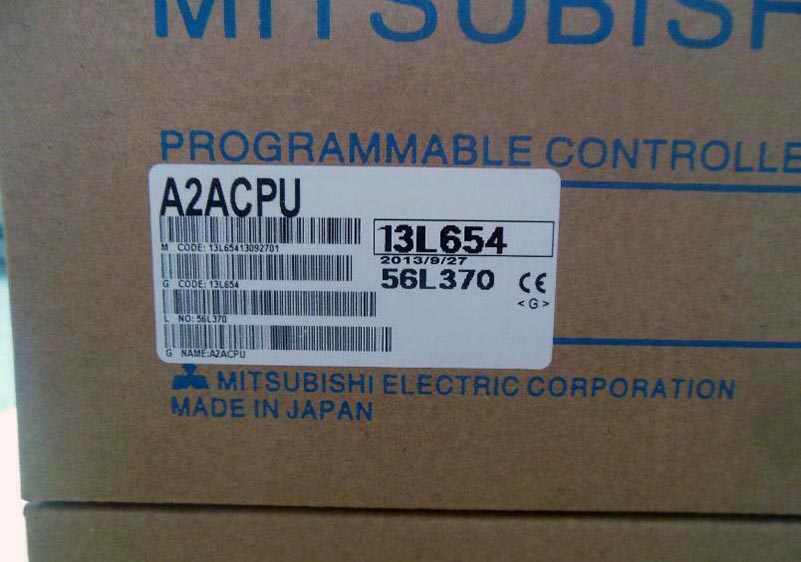 MITSUBISH
PROGRAMMABLE CONTROLLE
A2ACPU
M CODE: 13L65413092701
13L654
2013/9/27
G CODE: 13L654
56L370 CE
<G>
L NO: 56L370
G NAME:A2ACPU
MITSUBISHI ELECTRIC CORPORATION
MADE IN JAPAN